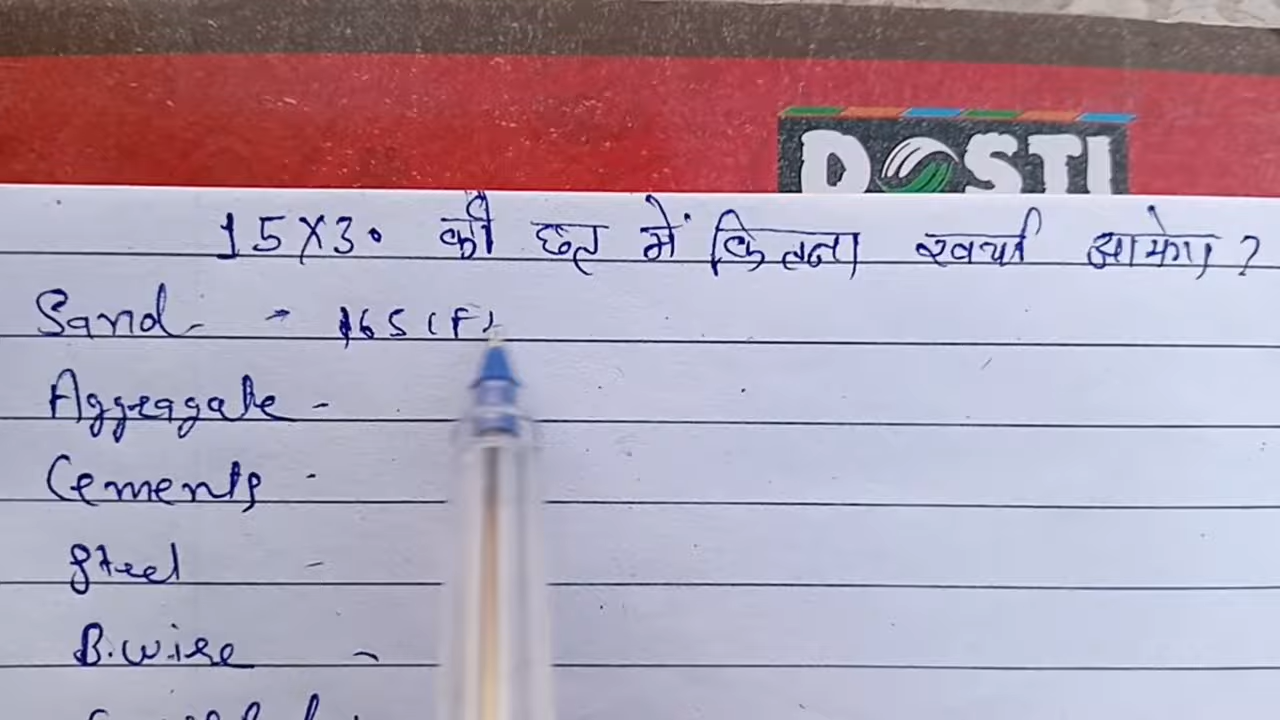 DOSTI
15X30 की छत में कितना खर्चा आयेगा ?
Sand - 165 (F)
Aggregate -
Cements -
Steel -
B.wire -